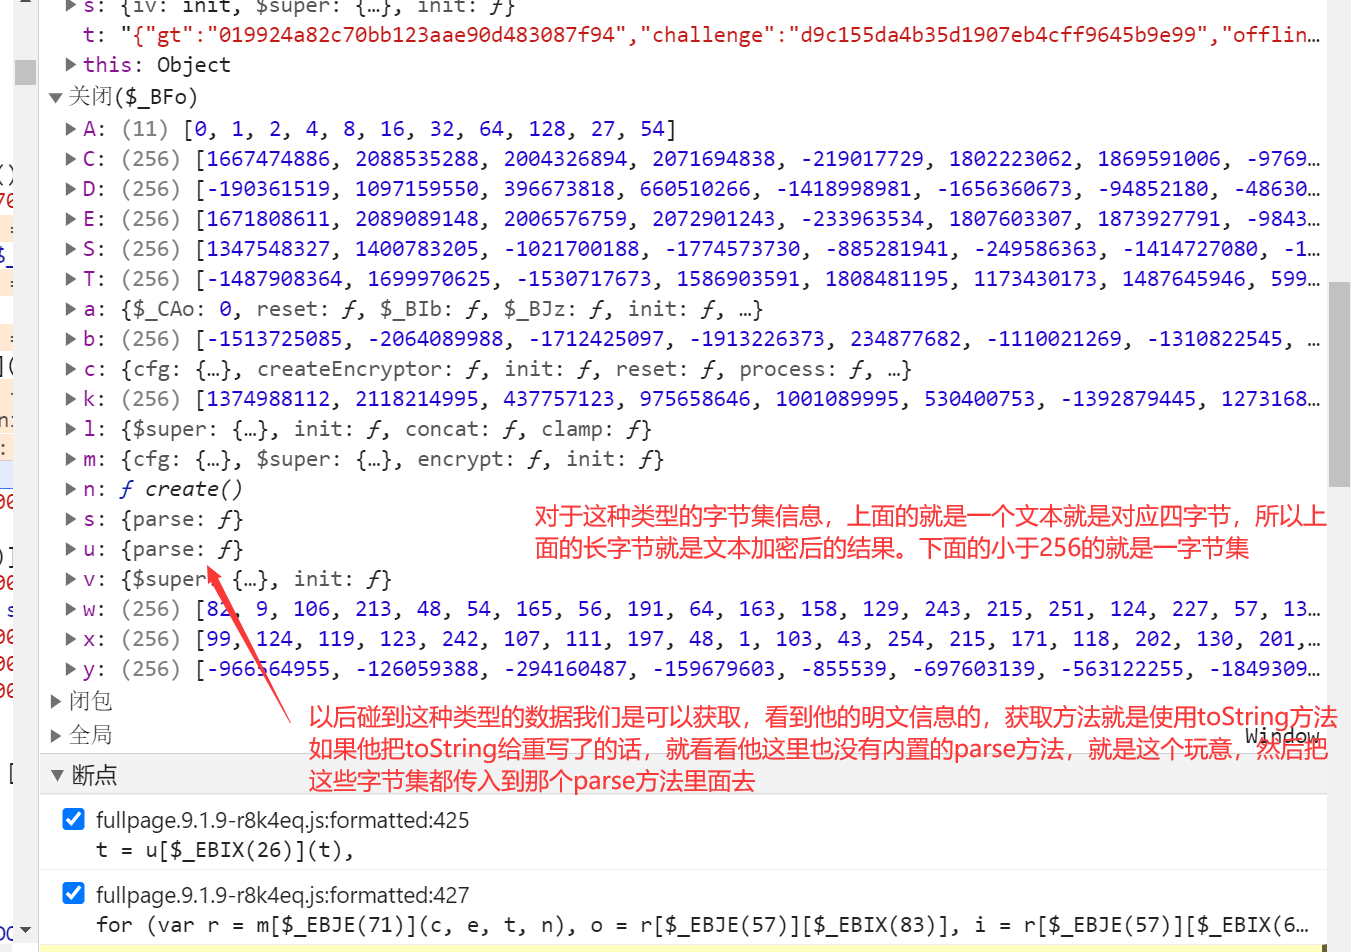 s: {iv: init, $super: {…}, init: ƒ}
t: "{"gt":"019924a82c70bb123aae90d483087f94","challenge":"d9c155da4b35d1907eb4cff9645b9e99","offlin…
this: Object
关闭($_BFo)
A: (11) [0, 1, 2, 4, 8, 16, 32, 64, 128, 27, 54]
C: (256) [1667474886, 2088535288, 2004326894, 2071694838, -219017729, 1802223062, 1869591006, -9769…
D: (256) [-190361519, 1097159550, 396673818, 660510266, -1418998981, -1656360673, -94852180, -48630…
E: (256) [1671808611, 2089089148, 2006576759, 2072901243, -233963534, 1807603307, 1873927791, -9843…
S: (256) [1347548327, 1400783205, -1021700188, -1774573730, -885281941, -249586363, -1414727080, -1…
T: (256) [-1487908364, 1699970625, -1530717673, 1586903591, 1808481195, 1173430173, 1487645946, 599…
a: {$_CAo: 0, reset: ƒ, $_BIb: ƒ, $_BJz: ƒ, init: ƒ, …}
b: (256) [-1513725085, -2064089988, -1712425097, -1913226373, 234877682, -1110021269, -1310822545, …
c: {cfg: {…}, createEncryptor: ƒ, init: ƒ, reset: ƒ, process: ƒ, …}
k: (256) [1374988112, 2118214995, 437757123, 975658646, 1001089995, 530400753, -1392879445, 1273168…
l: {$super: {…}, init: ƒ, concat: ƒ, clamp: ƒ}
m: {cfg: {…}, $super: {…}, encrypt: ƒ, init: ƒ}
n: ƒ create()
s: {parse: ƒ}
对于这种类型的字节集信息，上面的就是一个文本就是对应四字节，所以上
面的长字节就是文本加密后的结果。下面的小于256的就是一字节集
u: {parse: ƒ}
v: {$super: {…}, init: ƒ}
w: (256) [82, 9, 106, 213, 48, 54, 165, 56, 191, 64, 163, 158, 129, 243, 215, 251, 124, 227, 57, 13…
x: (256) [99, 124, 119, 123, 242, 107, 111, 197, 48, 1, 103, 43, 254, 215, 171, 118, 202, 130, 201,…
y: (256) [-966564955, -126059388, -294160487, -159679603, -855539, -697603139, -563122255, -1849309…
闭包
全局
Window
以后碰到这种类型的数据我们是可以获取，看到他的明文信息的，获取方法就是使用toString方法
如果他把toString给重写了的话，就看看他这里也没有内置的parse方法，就是这个玩意，然后把
这些字节集都传入到那个parse方法里面去
断点
fullpage.9.1.9-r8k4eq.js:formatted:425
t = u[$_EBIX(26)](t),
fullpage.9.1.9-r8k4eq.js:formatted:427
for (var r = m[$_EBJE(71)](c, e, t, n), o = r[$_EBJE(57)][$_EBIX(83)], i = r[$_EBJE(57)][$_EBIX(6…